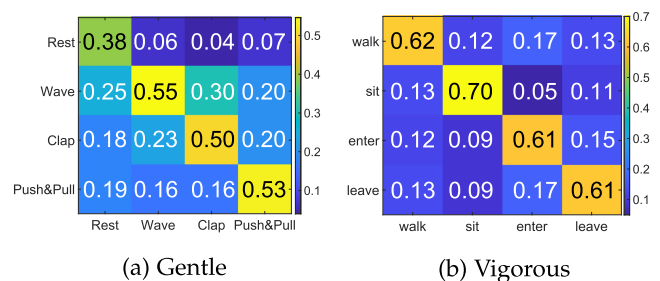 Rest 0.38 0.06 0.04 0.07
Wave 0.25 0.55 0.30 0.20
Clap 0.18 0.23 0.50 0.20
Push&Pull 0.19 0.16 0.16 0.53
Rest Wave Clap Push&Pull
0.5
0.4
0.3
0.2
0.1
(a) Gentle
walk 0.62 0.12 0.17 0.13
sit 0.13 0.70 0.05 0.11
enter 0.12 0.09 0.61 0.15
leave 0.13 0.09 0.17 0.61
walk sit enter leave
0.7
0.6
0.5
0.4
0.3
0.2
0.1
(b) Vigorous